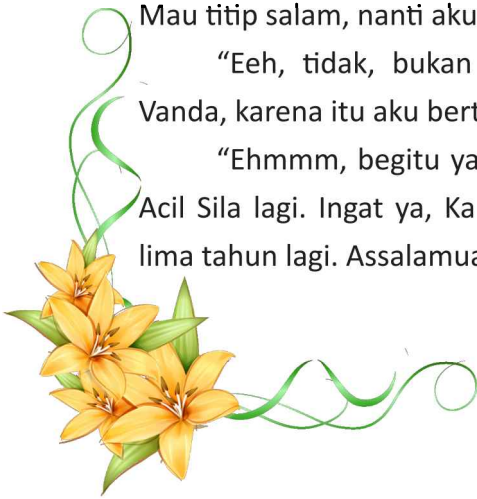 Mau titip salam, nanti aku
“Eeh, tidak, bukan
Vanda, karena itu aku bert
“Ehmmm, begitu ya
Acil Sila lagi. Ingat ya, Ka
lima tahun lagi. Assalamua